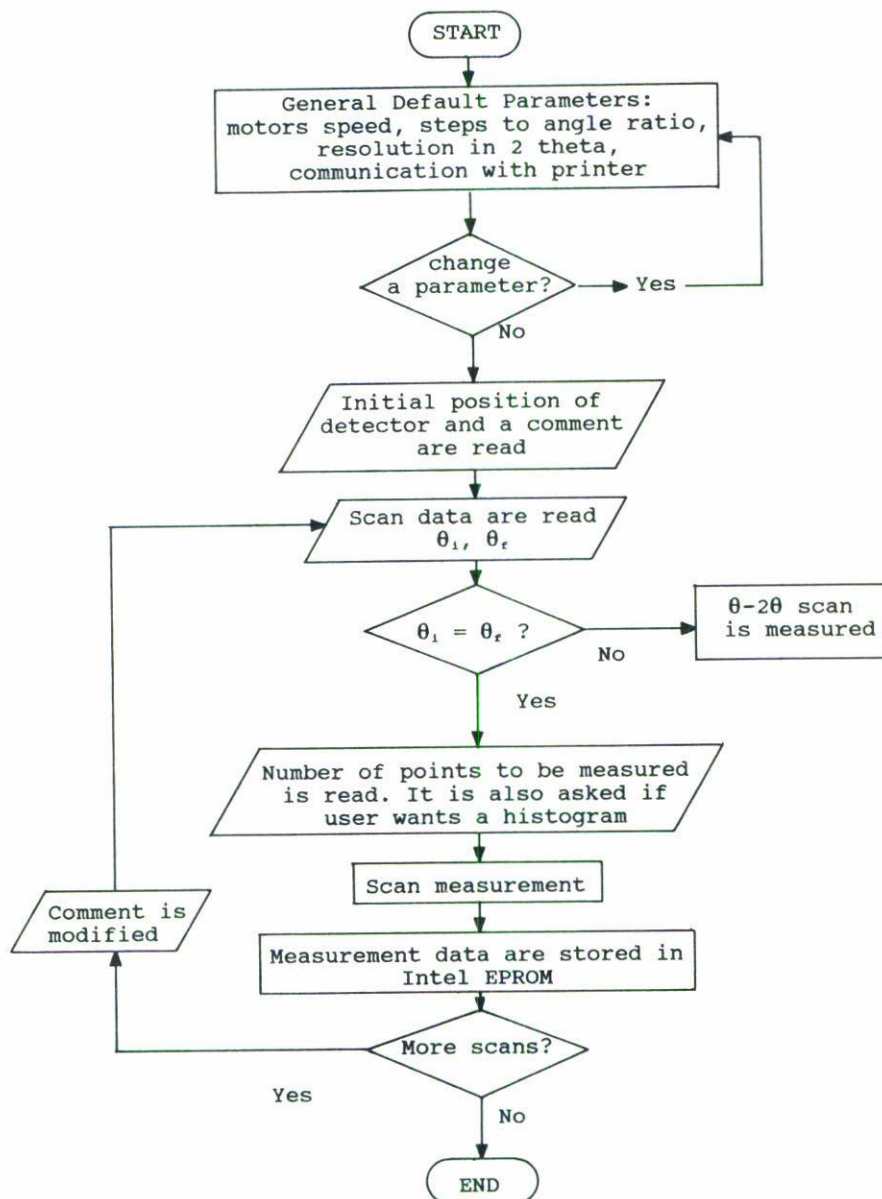 START
General Default Parameters:
motors speed, steps to angle ratio,
resolution in 2 theta,
communication with printer
change
a parameter?
Yes
No
Initial position of
detector and a comment
are read
Scan data are read
θᵢ, θf
θᵢ = θf ?
No
θ-2θ scan
is measured
Yes
Number of points to be measured
is read. It is also asked if
user wants a histogram
Scan measurement
Comment is
modified
Measurement data are stored in
Intel EPROM
More scans?
Yes
No
END